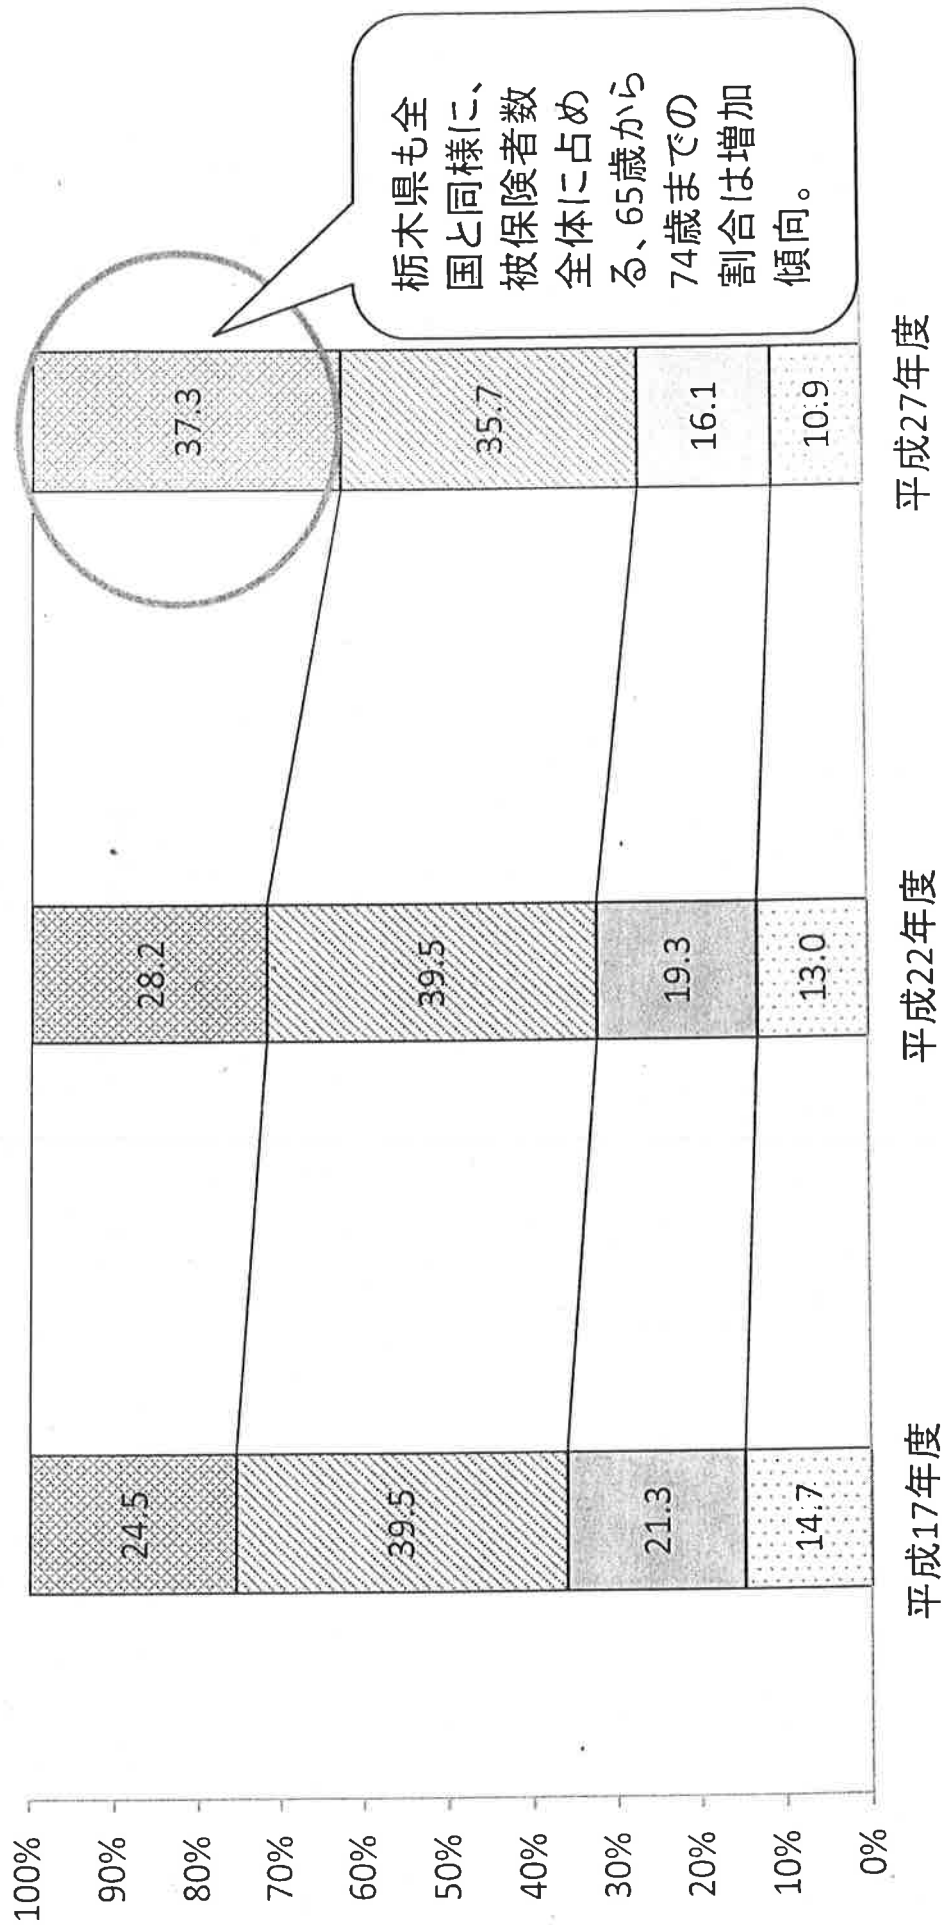 100%
90%
80%
70%
60%
50%
40%
30%
20%
10%
0%
24.5
39.5
21.3
14.7
28.2
39.5
19.3
13.0
37.3
35.7
16.1
10.9
平成17年度
平成22年度
平成27年度
栃木県も全
国と同様に、
被保険者数
全体に占め
る、65歳から
74歳までの
割合は増加
傾向。